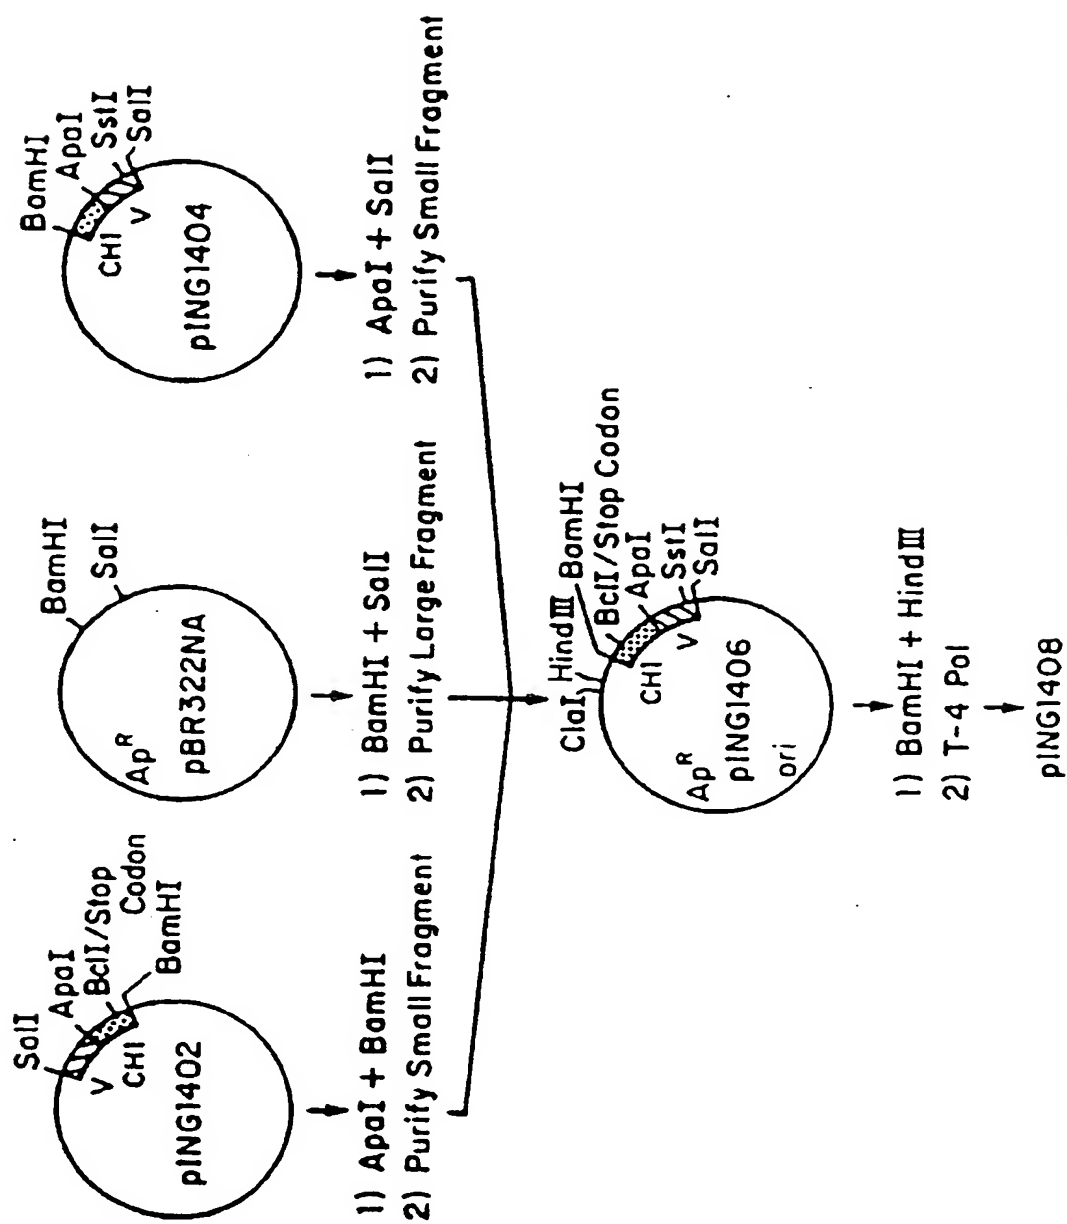 SalI
ApaI
BclI/Stop
Codon
BamHI
V
CH1
pING1402
1) ApaI + BamHI
2) Purify Small Fragment
BamHI
SalI
Ap^R
pBR322NA
1) BamHI + SalI
2) Purify Large Fragment
BamHI
ApaI
SstI
SalI
CH1
V
pING1404
1) ApaI + SalI
2) Purify Small Fragment
ClaI
HindIII
BamHI
BclI/Stop Codon
ApaI
SstI
SalI
CH1
V
Ap^R
pING1406
ori
1) BamHI + HindIII
2) T-4 Pol
pING1408